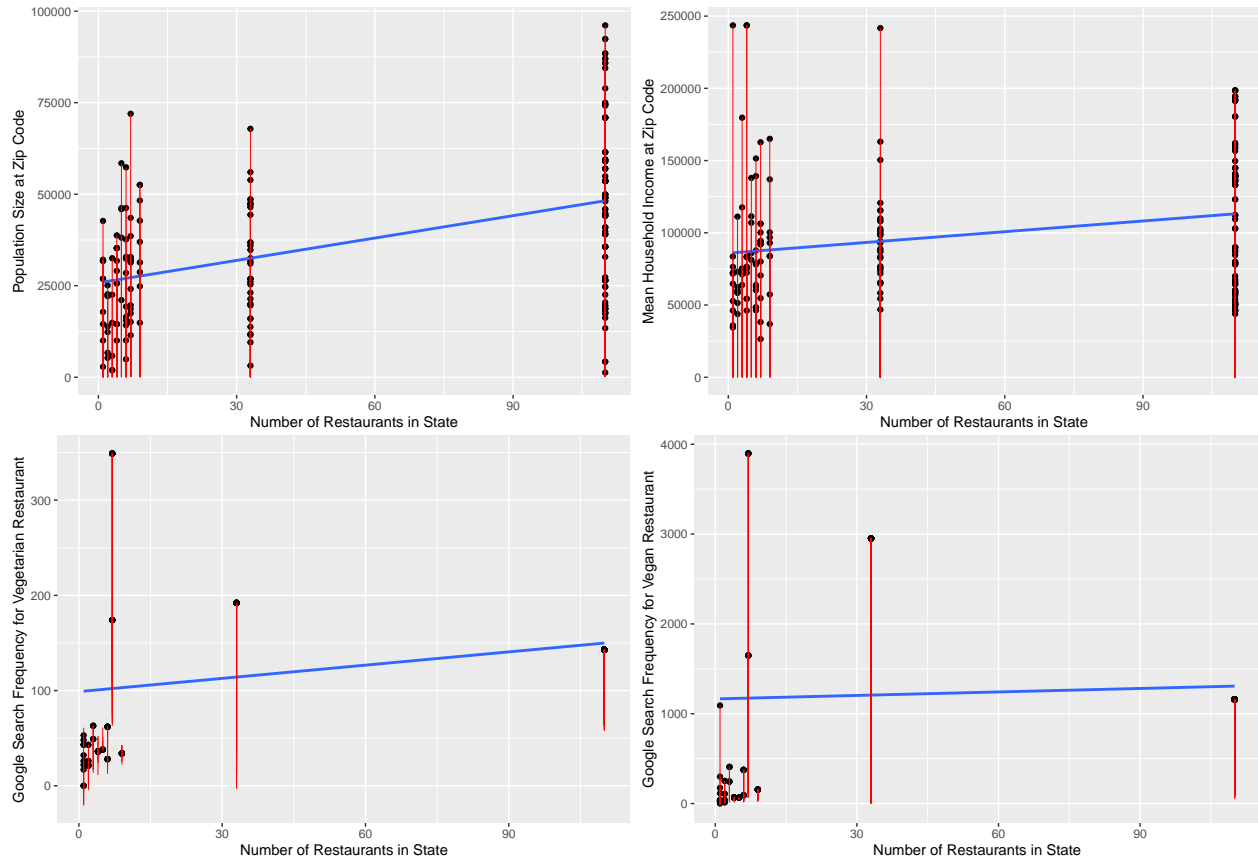 100000
75000
50000
25000
0
Population Size at Zip Code
0 30 60 90
Number of Restaurants in State
250000
200000
150000
100000
50000
0
Mean Household Income at Zip Code
0 30 60 90
Number of Restaurants in State
300
200
100
0
Google Search Frequency for Vegetarian Restaurant
0 30 60 90
Number of Restaurants in State
4000
3000
2000
1000
0
Google Search Frequency for Vegan Restaurant
0 30 60 90
Number of Restaurants in State